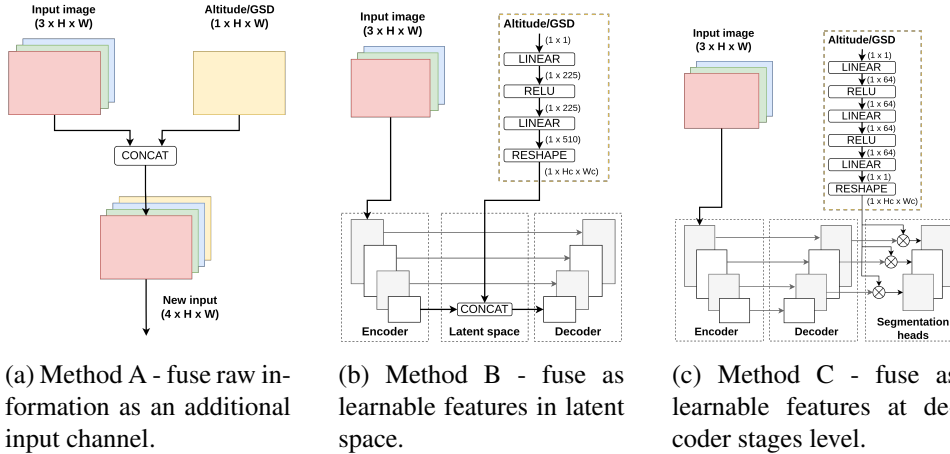 Input image
(3 x H x W)
Altitude/GSD
(1 x H x W)
CONCAT
New input
(4 x H x W)
Input image
(3 x H x W)
Altitude/GSD
(1 x 1)
LINEAR
(1 x 225)
RELU
(1 x 225)
LINEAR
(1 x 510)
RESHAPE
(1 x Hc x Wc)
CONCAT
Encoder
Latent space
Decoder
Input image
(3 x H x W)
Altitude/GSD
(1 x 1)
LINEAR
(1 x 64)
RELU
(1 x 64)
LINEAR
(1 x 64)
RELU
(1 x 64)
LINEAR
(1 x 1)
RESHAPE
(1 x Hc x Wc)
Encoder
Decoder
Segmentation
heads
(a) Method A - fuse raw in-
formation as an additional
input channel.
(b) Method B - fuse as
learnable features in latent
space.
(c) Method C - fuse as
learnable features at de-
coder stages level.